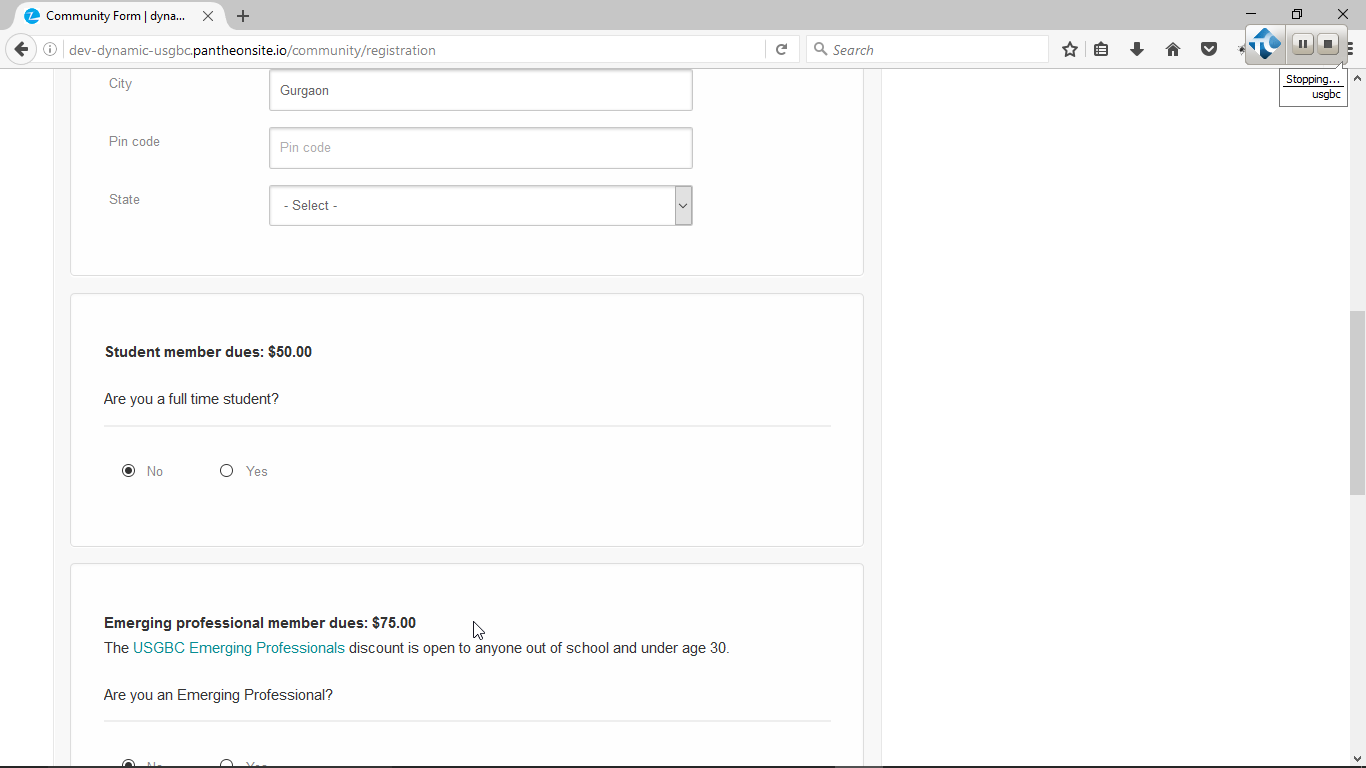 Community Form | dyna...
dev-dynamic-usgbc.pantheonsite.io/community/registration
Search
Stopping...
usgbc
City
Gurgaon
Pin code
Pin code
State
- Select -
Student member dues: $50.00
Are you a full time student?
No Yes
Emerging professional member dues: $75.00
The USGBC Emerging Professionals discount is open to anyone out of school and under age 30.
Are you an Emerging Professional?
No Yes